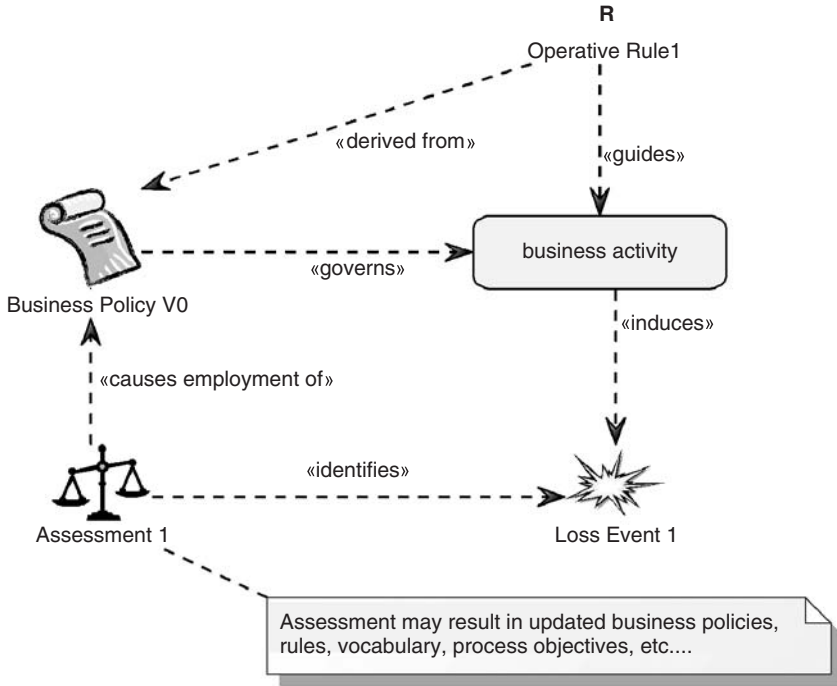 R
Operative Rule1
«derived from»
«guides»
business activity
«governs»
Business Policy V0
«induces»
«causes employment of»
«identifies»
Assessment 1
Loss Event 1
Assessment may result in updated business policies,
rules, vocabulary, process objectives, etc....